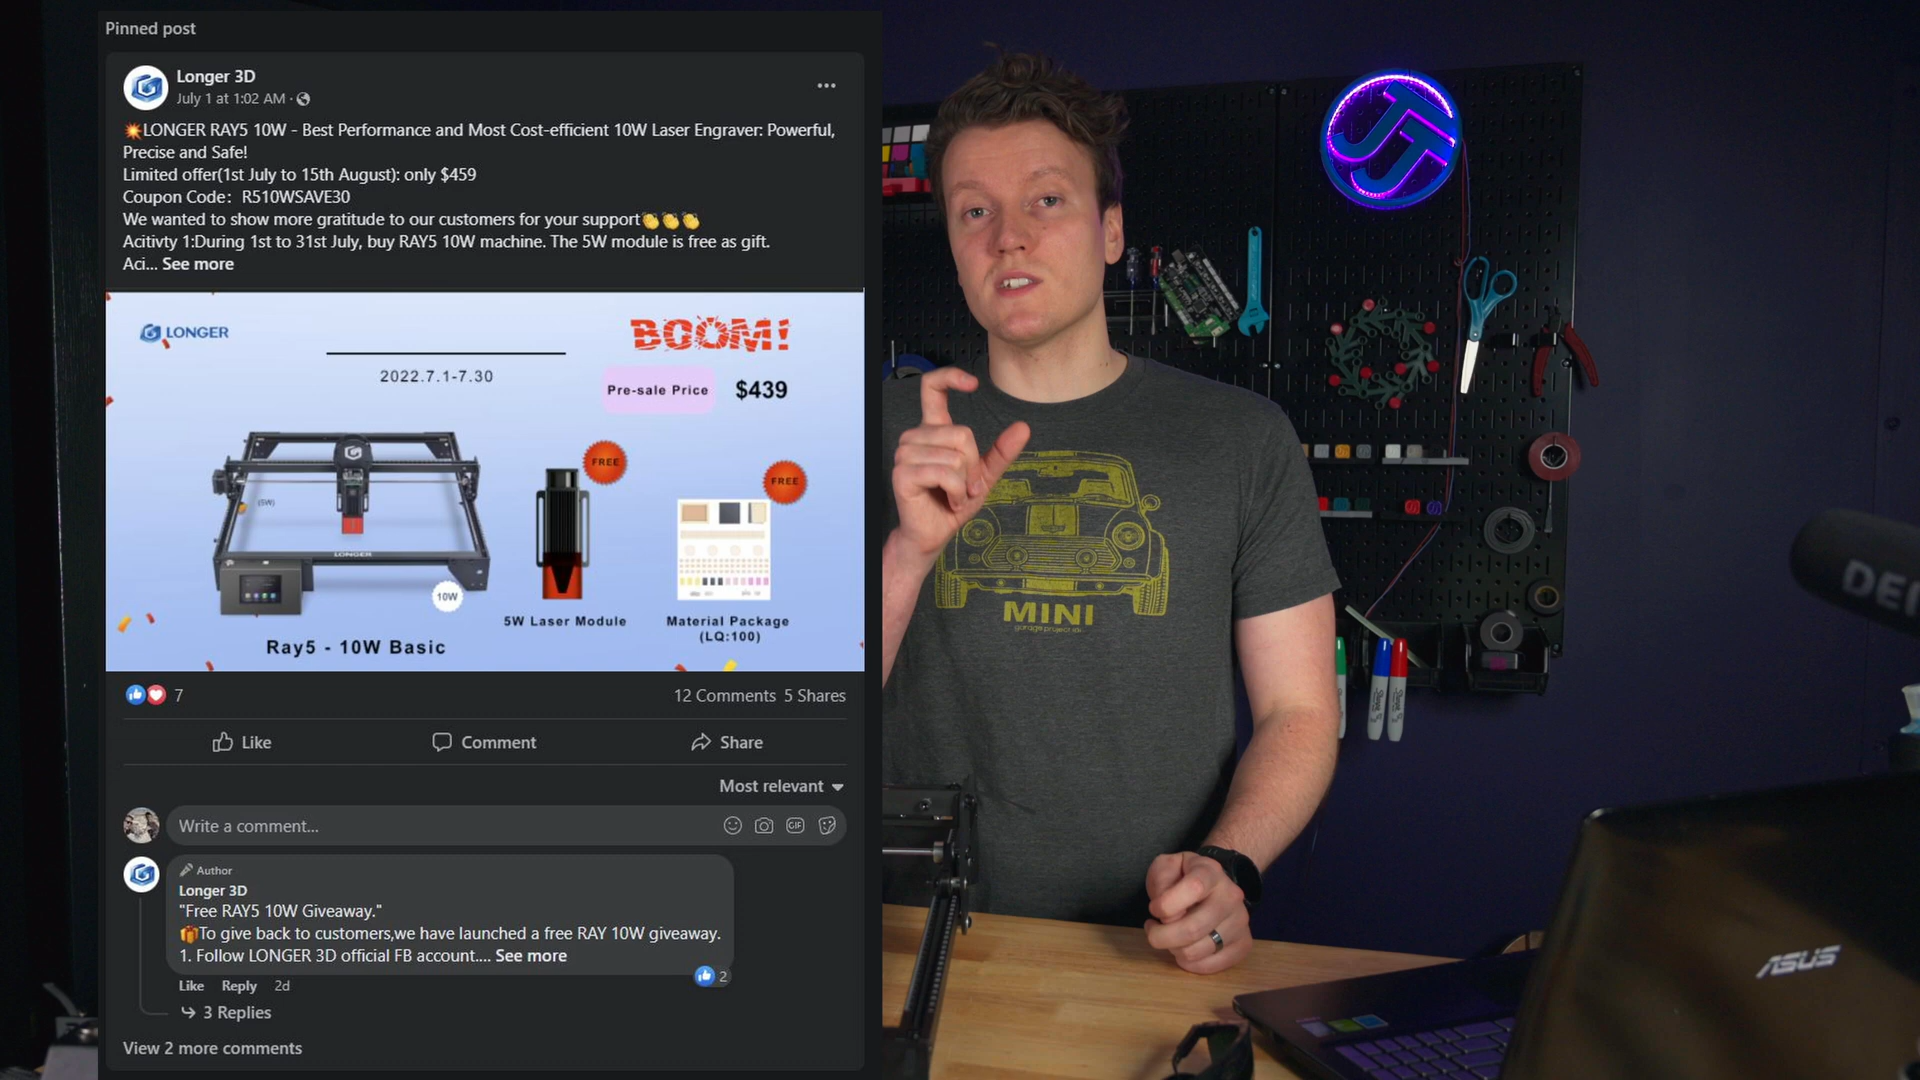 Pinned post
Longer 3D
July 1 at 1:02 AM ·
💥LONGER RAY5 10W - Best Performance and Most Cost-efficient 10W Laser Engraver: Powerful,
Precise and Safe!
Limited offer(1st July to 15th August): only $459
Coupon Code: R510WSAVE30
We wanted to show more gratitude to our customers for your support👏👏👏
Acitivty 1:During 1st to 31st July, buy RAY5 10W machine. The 5W module is free as gift.
Aci... See more
LONGER
BOOM!
2022.7.1-7.30
Pre-sale Price $439
FREE
FREE
(5W)
LONGER
10W
5W Laser Module
Material Package
(LQ:100)
Ray5 - 10W Basic
7
12 Comments 5 Shares
Like Comment Share
Most relevant
Write a comment...
GIF
Author
Longer 3D
"Free RAY5 10W Giveaway."
🎁To give back to customers,we have launched a free RAY 10W giveaway.
1. Follow LONGER 3D official FB account.... See more
2
Like Reply 2d
3 Replies
View 2 more comments
JT
MINI
ASUS